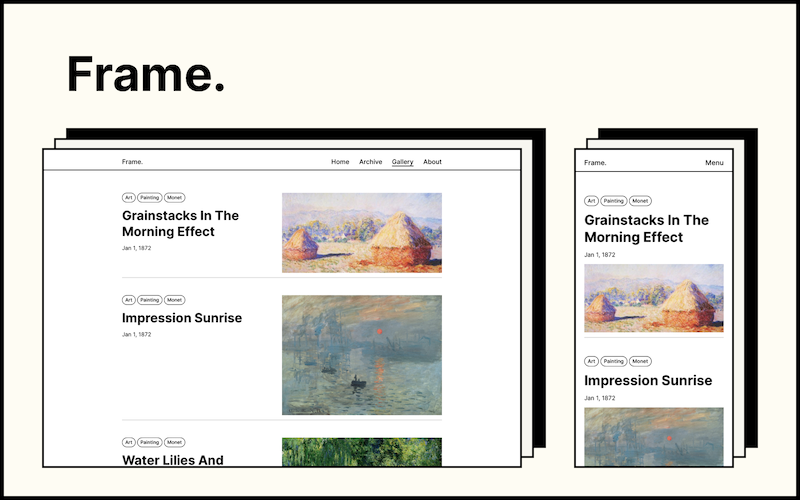 Frame.
Frame.
Home Archive Gallery About
Art Painting Monet
Grainstacks In The
Morning Effect
Jan 1, 1872
Art Painting Monet
Impression Sunrise
Jan 1, 1872
Art Painting Monet
Water Lilies And
Frame.
Menu
Art Painting Monet
Grainstacks In The
Morning Effect
Jan 1, 1872
Art Painting Monet
Impression Sunrise
Jan 1, 1872